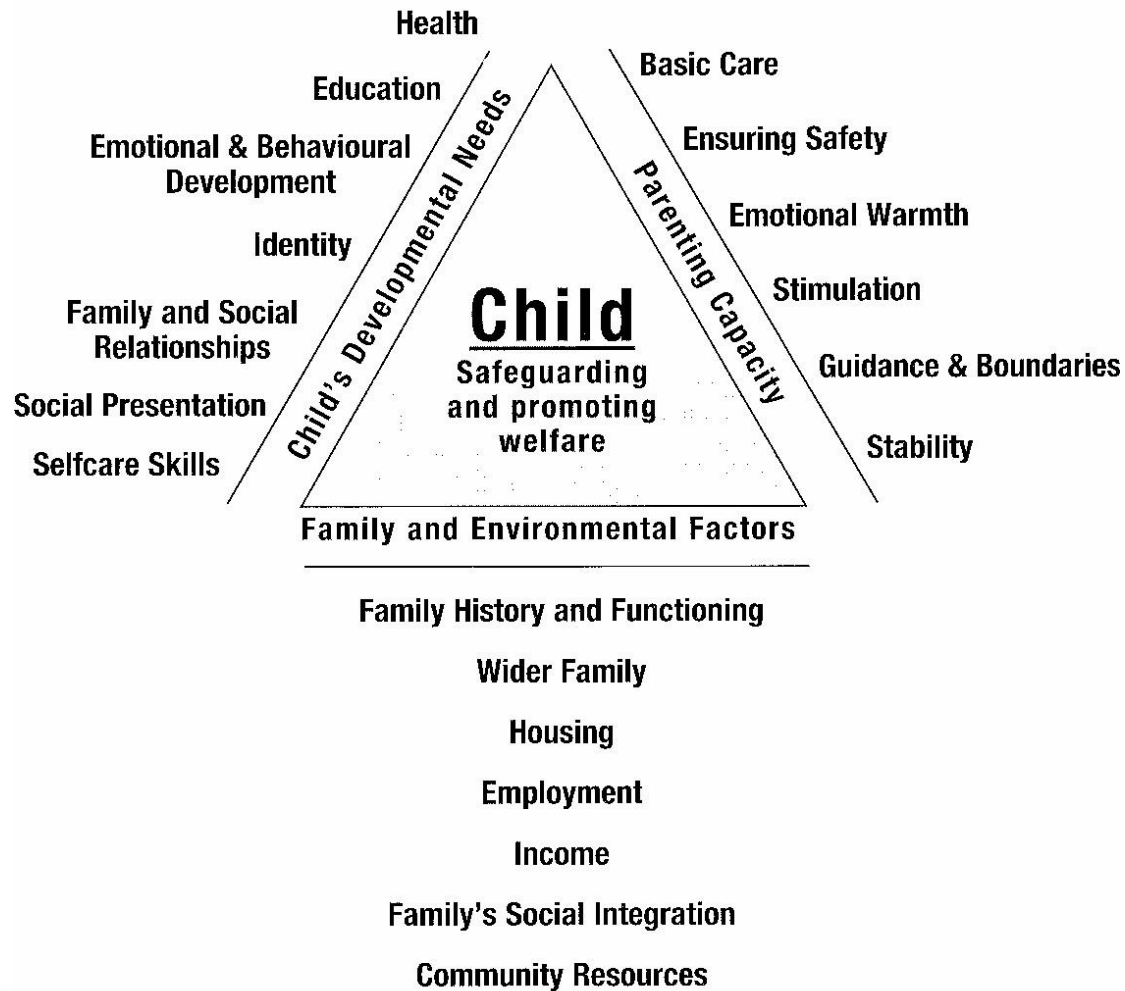 Health
Education
Emotional & Behavioural
Development
Identity
Family and Social
Relationships
Social Presentation
Selfcare Skills
Child's Developmental Needs
Child
Safeguarding
and promoting
welfare
Parenting Capacity
Basic Care
Ensuring Safety
Emotional Warmth
Stimulation
Guidance & Boundaries
Stability
Family and Environmental Factors
Family History and Functioning
Wider Family
Housing
Employment
Income
Family's Social Integration
Community Resources